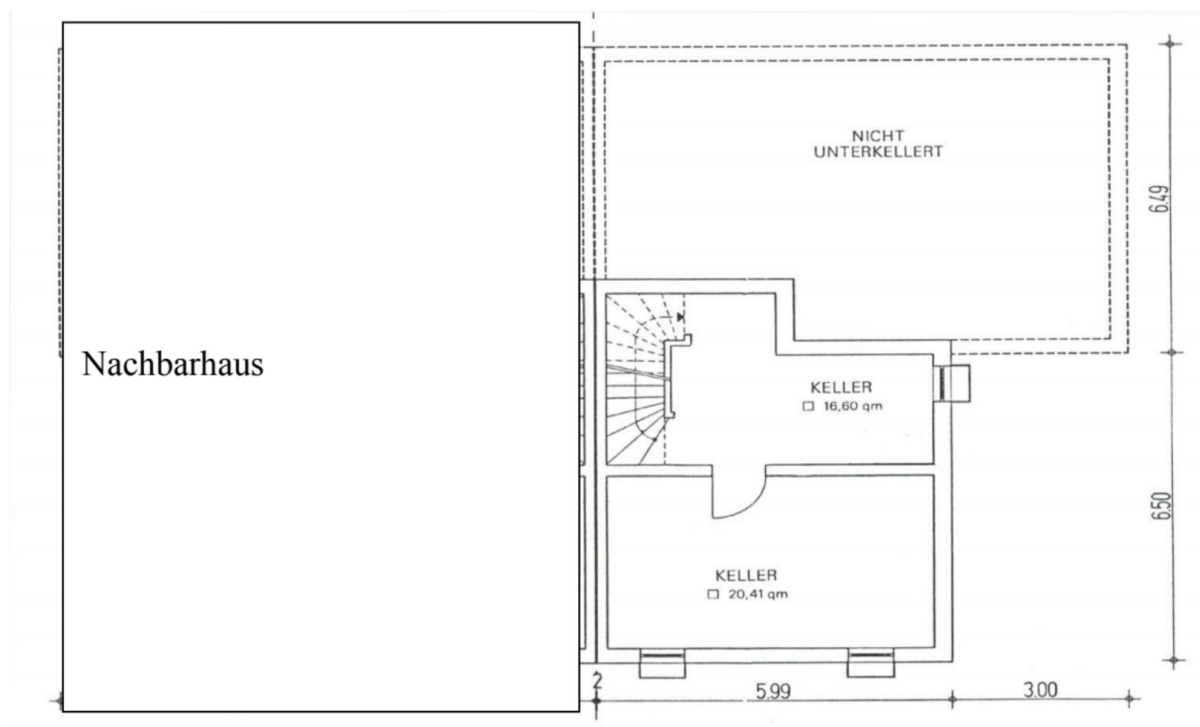 NICHT
UNTERKELLERT
6.49
Nachbarhaus
KELLER
16,60 qm
6.50
KELLER
20,41 qm
2
5.99
3.00